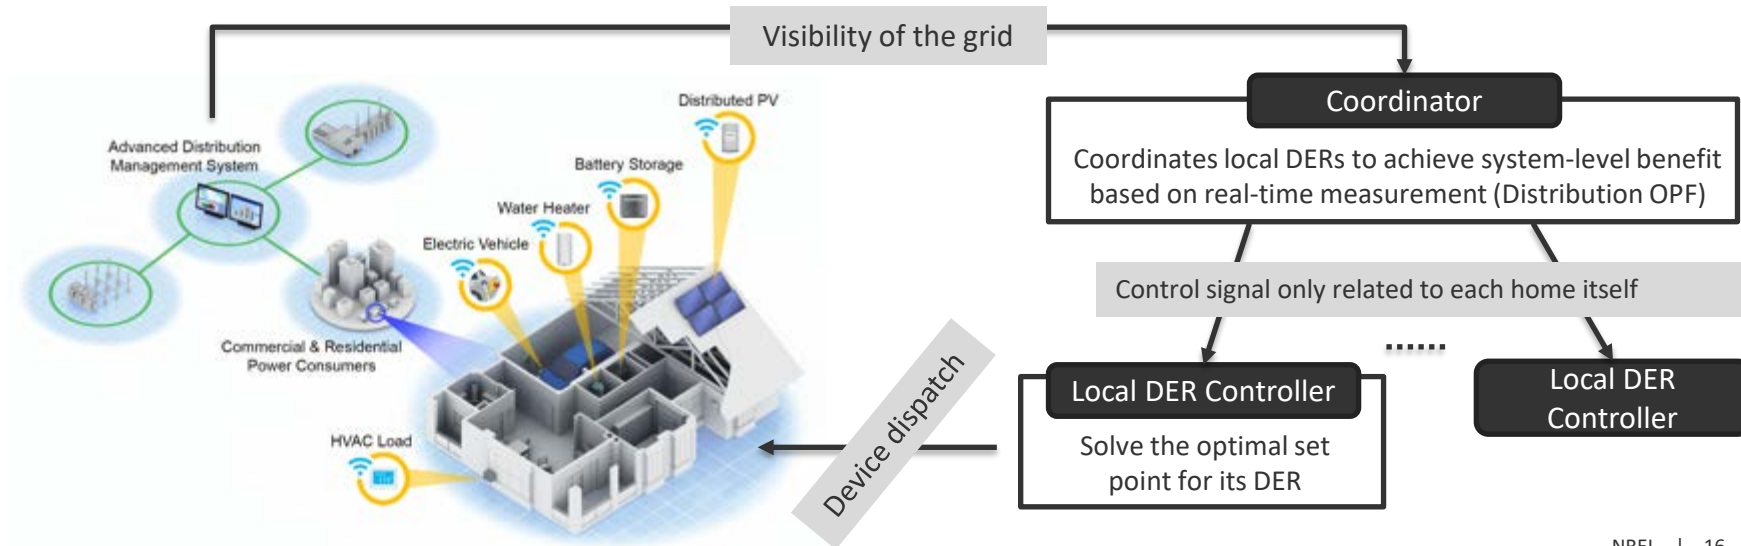 Visibility of the grid
Distributed PV
Advanced Distribution
Management System
Battery Storage
Water Heater
Electric Vehicle
Commercial & Residential
Power Consumers
HVAC Load
Coordinator
Coordinates local DERs to achieve system-level benefit
based on real-time measurement (Distribution OPF)
Control signal only related to each home itself
......
Local DER Controller
Solve the optimal set
point for its DER
Local DER
Controller
Device dispatch
NREL | 16